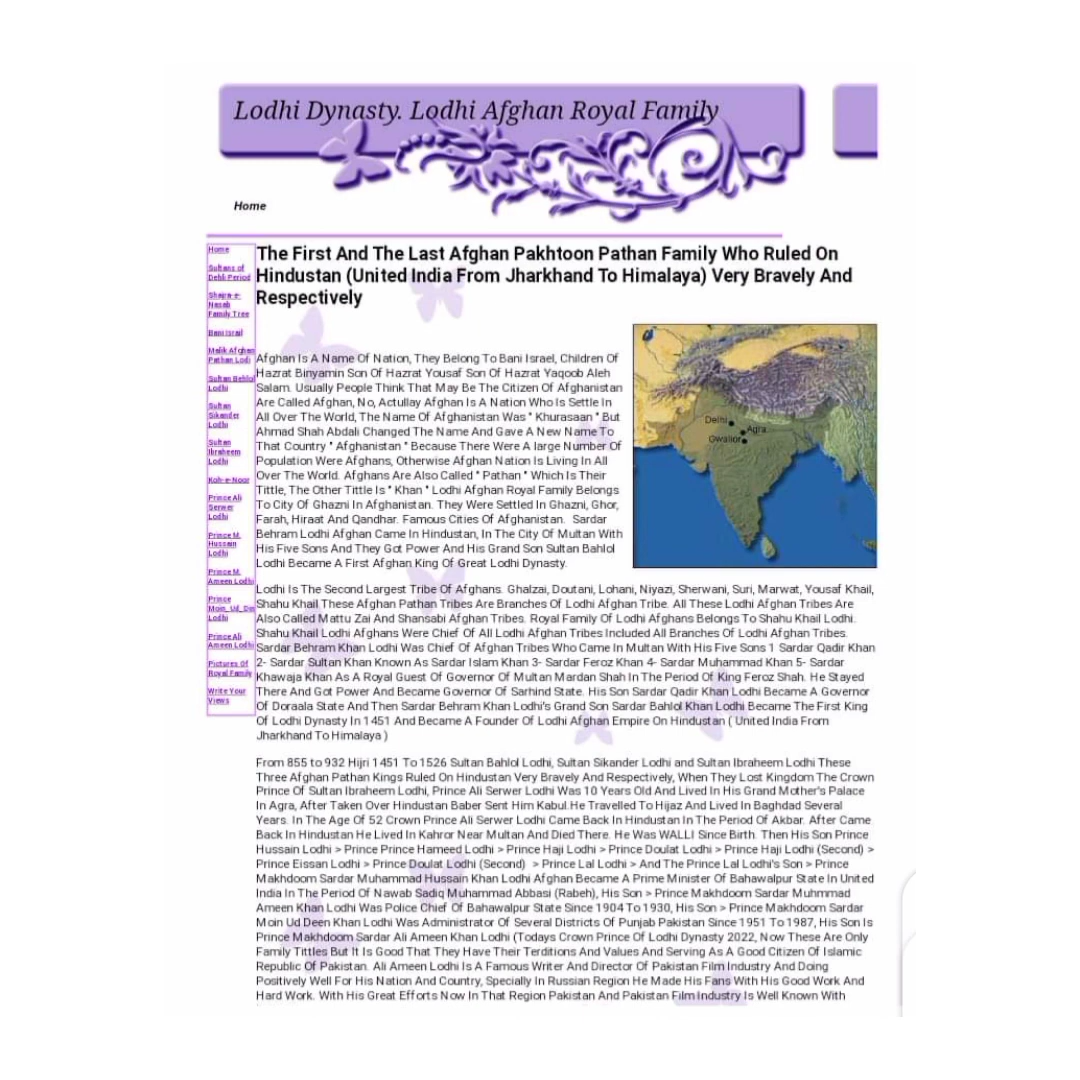 Lodhi Dynasty. Lodhi Afghan Royal Family
Home
Home
Sultans of
Dehli Period
Shajra-e-
Nasab
Family Tree
Bani Israil
Malik Afghan
Pathan Lodi
Sultan Behlol
Lodhi
Sultan
Sikander
Lodhi
Sultan
Ibraheem
Lodhi
Koh-e-Noor
Prince Ali
Serwer
Lodhi
Prince M.
Hussain
Lodhi
Prince M.
Ameen Lodhi
Prince
Moin_Ud_Din
Lodhi
Prince Ali
Ameen Lodhi
Pictures Of
Royal Family
Write Your
Views
The First And The Last Afghan Pakhtoon Pathan Family Who Ruled On
Hindustan (United India From Jharkhand To Himalaya) Very Bravely And
Respectively
Afghan Is A Name Of Nation, They Belong To Bani Israel, Children Of
Hazrat Binyamin Son Of Hazrat Yousaf Son Of Hazrat Yaqoob Aleh
Salam. Usually People Think That May Be The Citizen Of Afghanistan
Are Called Afghan, No, Actullay Afghan Is A Nation Who Is Settle In
All Over The World, The Name Of Afghanistan Was " Khurasaan " But
Ahmad Shah Abdali Changed The Name And Gave A New Name To
That Country " Afghanistan " Because There Were A large Number Of
Population Were Afghans, Otherwise Afghan Nation Is Living In All
Over The World. Afghans Are Also Called " Pathan " Which Is Their
Tittle, The Other Tittle Is " Khan " Lodhi Afghan Royal Family Belongs
To City Of Ghazni In Afghanistan. They Were Settled In Ghazni, Ghor,
Farah, Hiraat And Qandhar. Famous Cities Of Afghanistan. Sardar
Behram Lodhi Afghan Came In Hindustan, In The City Of Multan With
His Five Sons And They Got Power And His Grand Son Sultan Bahlol
Lodhi Became A First Afghan King Of Great Lodhi Dynasty.
Delhi
Agra
Gwalior
Lodhi Is The Second Largest Tribe Of Afghans. Ghalzai, Doutani, Lohani, Niyazi, Sherwani, Suri, Marwat, Yousaf Khail,
Shahu Khail These Afghan Pathan Tribes Are Branches Of Lodhi Afghan Tribe. All These Lodhi Afghan Tribes Are
Also Called Mattu Zai And Shansabi Afghan Tribes. Royal Family Of Lodhi Afghans Belongs To Shahu Khail Lodhi.
Shahu Khail Lodhi Afghans Were Chief Of All Lodhi Afghan Tribes Included All Branches Of Lodhi Afghan Tribes.
Sardar Behram Khan Lodhi Was Chief Of Afghan Tribes Who Came In Multan With His Five Sons 1 Sardar Qadir Khan
2- Sardar Sultan Khan Known As Sardar Islam Khan 3- Sardar Feroz Khan 4- Sardar Muhammad Khan 5- Sardar
Khawaja Khan As A Royal Guest Of Governor Of Multan Mardan Shah In The Period Of King Feroz Shah. He Stayed
There And Got Power And Became Governor Of Sarhind State. His Son Sardar Qadir Khan Lodhi Became A Governor
Of Doraala State And Then Sardar Behram Khan Lodhi's Grand Son Sardar Bahlol Khan Lodhi Became The First King
Of Lodhi Dynasty In 1451 And Became A Founder Of Lodhi Afghan Empire On Hindustan ( United India From
Jharkhand To Himalaya )
From 855 to 932 Hijri 1451 To 1526 Sultan Bahlol Lodhi, Sultan Sikander Lodhi and Sultan Ibraheem Lodhi These
Three Afghan Pathan Kings Ruled On Hindustan Very Bravely And Respectively, When They Lost Kingdom The Crown
Prince Of Sultan Ibraheem Lodhi, Prince Ali Serwer Lodhi Was 10 Years Old And Lived In His Grand Mother's Palace
In Agra, After Taken Over Hindustan Baber Sent Him Kabul.He Travelled To Hijaz And Lived In Baghdad Several
Years. In The Age Of 52 Crown Prince Ali Serwer Lodhi Came Back In Hindustan In The Period Of Akbar. After Came
Back In Hindustan He Lived In Kahror Near Multan And Died There. He Was WALLI Since Birth. Then His Son Prince
Hussain Lodhi > Prince Prince Hameed Lodhi > Prince Haji Lodhi > Prince Doulat Lodhi > Prince Haji Lodhi (Second) >
Prince Eissan Lodhi > Prince Doulat Lodhi (Second) > Prince Lal Lodhi > And The Prince Lal Lodhi's Son > Prince
Makhdoom Sardar Muhammad Hussain Khan Lodhi Afghan Became A Prime Minister Of Bahawalpur State In United
India In The Period Of Nawab Sadiq Muhammad Abbasi (Rabeh), His Son > Prince Makhdoom Sardar Muhmmad
Ameen Khan Lodhi Was Police Chief Of Bahawalpur State Since 1904 To 1930, His Son > Prince Makhdoom Sardar
Moin Ud Deen Khan Lodhi Was Administrator Of Several Districts Of Punjab Pakistan Since 1951 To 1987, His Son Is
Prince Makhdoom Sardar Ali Ameen Khan Lodhi (Todays Crown Prince Of Lodhi Dynasty 2022, Now These Are Only
Family Tittles But It Is Good That They Have Their Terditions And Values And Serving As A Good Citizen Of Islamic
Republic Of Pakistan. Ali Ameen Lodhi Is A Famous Writer And Director Of Pakistan Film Industry And Doing
Positively Well For His Nation And Country, Specially In Russian Region He Made His Fans With His Good Work And
Hard Work. With His Great Efforts Now In That Region Pakistan And Pakistan Film Industry Is Well Known With